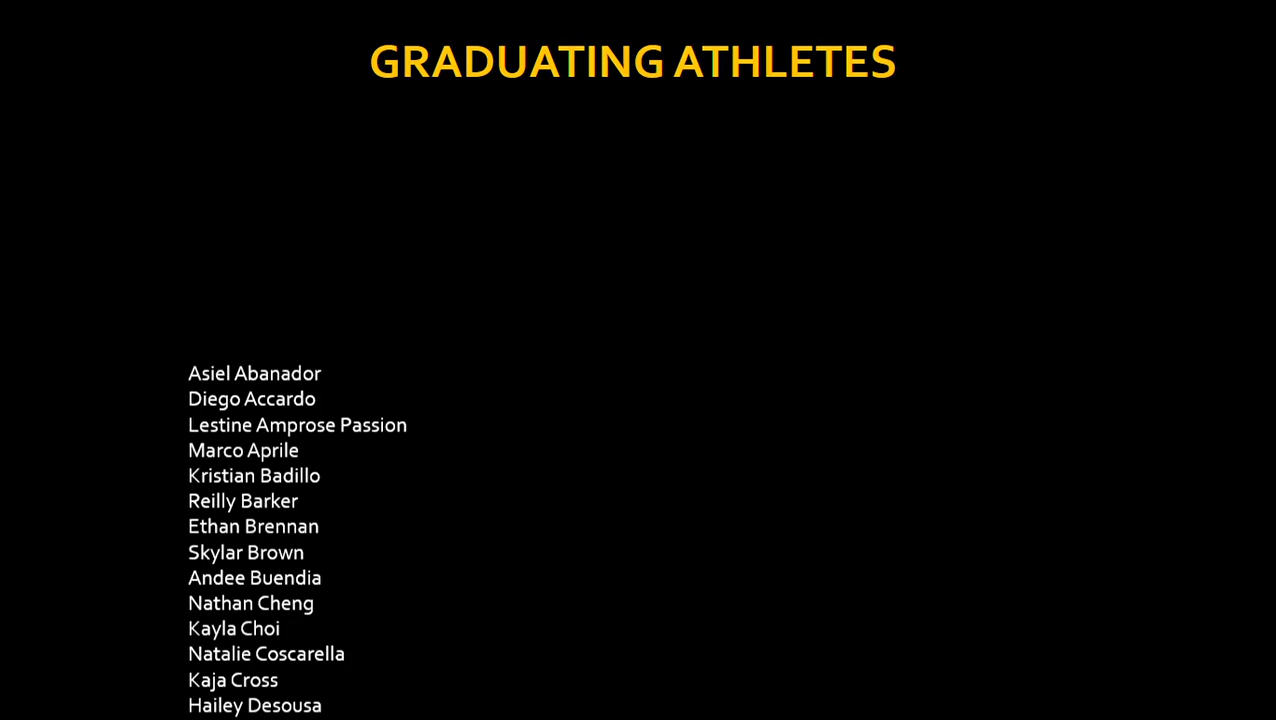 GRADUATING ATHLETES
Asiel Abanador
Diego Accardo
Lestine Amprose Passion
Marco Aprile
Kristian Badillo
Reilly Barker
Ethan Brennan
Skylar Brown
Andee Buendia
Nathan Cheng
Kayla Choi
Natalie Coscarella
Kaja Cross
Hailey Desousa